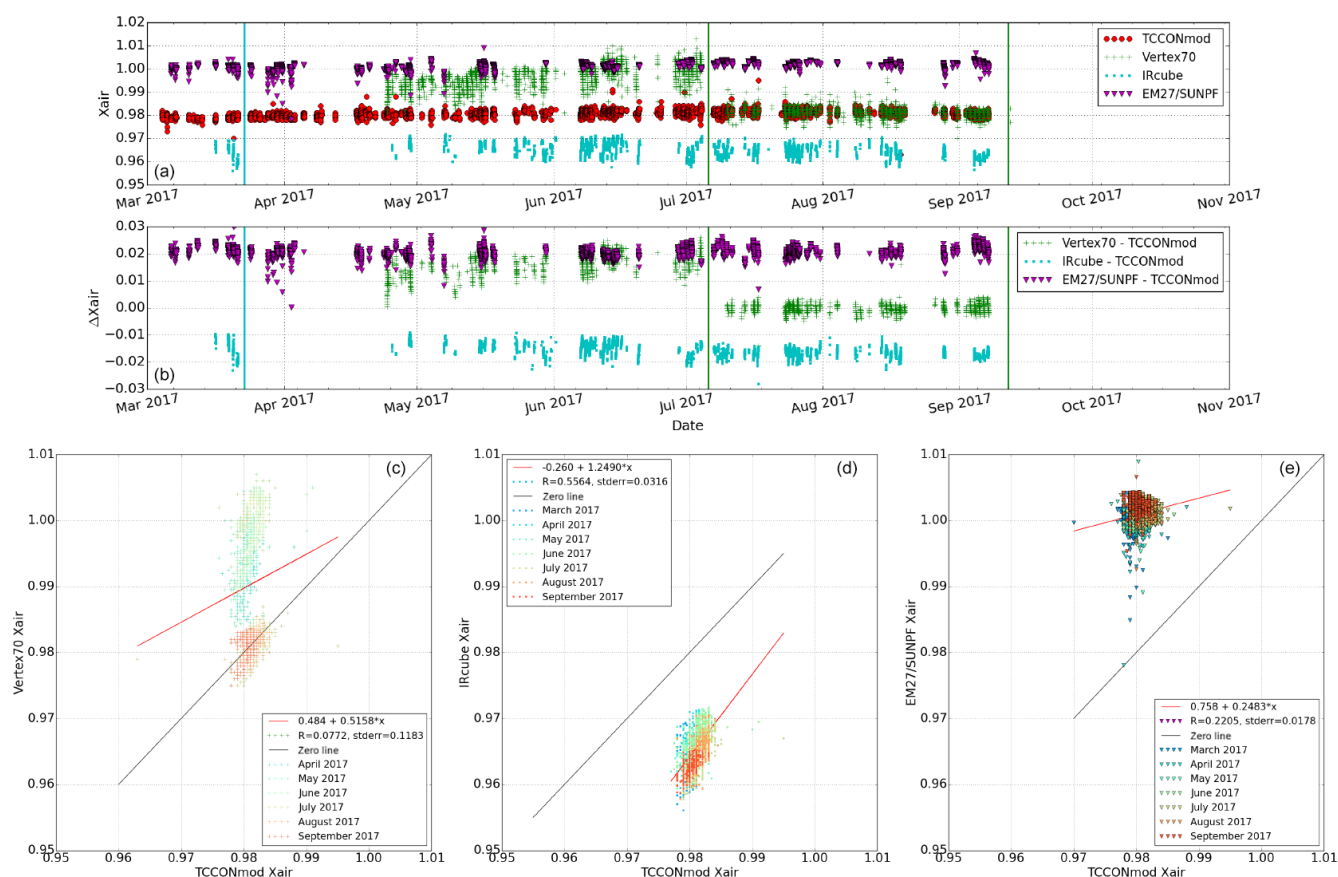 1.02
1.01
1.00
0.99
0.98
0.97
0.96
0.95
Xair
(a)
TCCONmod
Vertex70
IRcube
EM27/SUNPF
Mar 2017
Apr 2017
May 2017
Jun 2017
Jul 2017
Aug 2017
Sep 2017
Oct 2017
Nov 2017
0.03
0.02
0.01
0.00
−0.01
−0.02
−0.03
ΔXair
(b)
Vertex70 - TCCONmod
IRcube - TCCONmod
EM27/SUNPF - TCCONmod
Mar 2017
Apr 2017
May 2017
Jun 2017
Jul 2017
Aug 2017
Sep 2017
Oct 2017
Nov 2017
Date
1.01
1.00
0.99
0.98
0.97
0.96
0.95
Vertex70 Xair
(c)
0.484 + 0.5158*x
R=0.0772, stderr=0.1183
Zero line
April 2017
May 2017
June 2017
July 2017
August 2017
September 2017
0.95
0.96
0.97
0.98
0.99
1.00
1.01
TCCONmod Xair
1.01
1.00
0.99
0.98
0.97
0.96
0.95
IRcube Xair
(d)
-0.260 + 1.2490*x
R=0.5564, stderr=0.0316
Zero line
March 2017
April 2017
May 2017
June 2017
July 2017
August 2017
September 2017
0.95
0.96
0.97
0.98
0.99
1.00
1.01
TCCONmod Xair
1.01
1.00
0.99
0.98
0.97
0.96
0.95
EM27/SUNPF Xair
(e)
0.758 + 0.2483*x
R=0.2205, stderr=0.0178
Zero line
March 2017
April 2017
May 2017
June 2017
July 2017
August 2017
September 2017
0.95
0.96
0.97
0.98
0.99
1.00
1.01
TCCONmod Xair